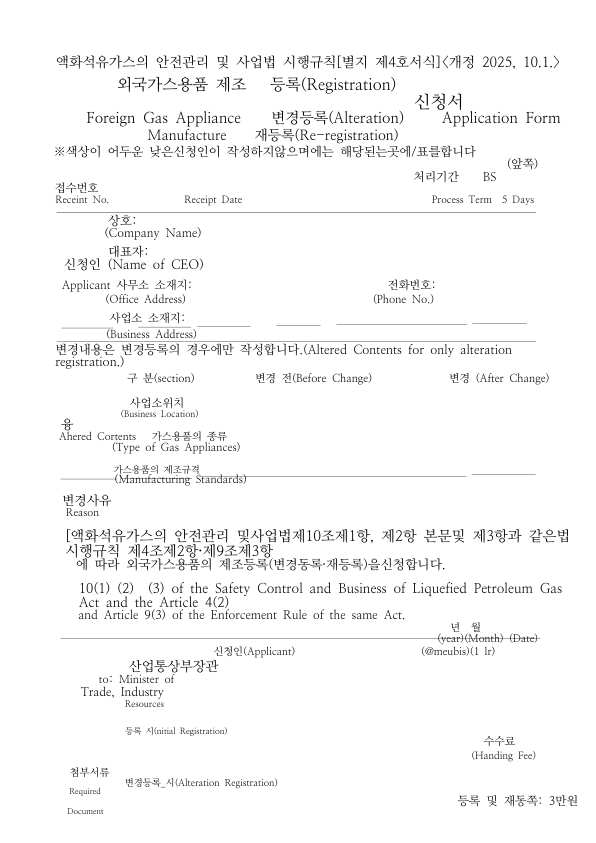 액화석유가스의 안전관리 및 사업법 시행규칙[별지 제4호서식]<개정 2025, 10.1.>
외국가스용품 제조 등록(Registration)
신청서
Foreign Gas Appliance 변경등록(Alteration) Application Form
Manufacture 재등록(Re-registration)
※색상이 어두운 낮은신청인이 작성하지않으며에는 해당되는곳에/표를합니다
(앞쪽)
처리기간 BS
접수번호
Receint No. Receipt Date Process Term 5 Days
상호:
(Company Name)
대표자:
신청인 (Name of CEO)
Applicant 사무소 소재지: 전화번호:
(Office Address) (Phone No.)
사업소 소재지:
(Business Address)
변경내용은 변경등록의 경우에만 작성합니다.(Altered Contents for only alteration
registration.)
구 분(section) 변경 전(Before Change) 변경 (After Change)
사업소위치
(Business Location)
융
Ahered Cortents 가스용품의 종류
(Type of Gas Appliances)
가스용품의 제조규격
(Manufacturing Standards)
변경사유
Reason
[액화석유가스의 안전관리 및사업법제10조제1항, 제2항 본문및 제3항과 같은법
시행규칙 제4조제2항·제9조제3항
에 따라 외국가스용품의 제조등록(변경동록·재등록)을신청합니다.
10(1) (2) (3) of the Safety Control and Business of Liquefied Petroleum Gas
Act and the Article 4(2)
and Article 9(3) of the Enforcement Rule of the same Act.
년 월
(year)(Month) (Date)
신청인(Applicant) (@meubis)(1 lr)
산업통상부장관
to: Minister of
Trade, Industry
Resources
등록 시(nitial Registration)
수수료
(Handing Fee)
첨부서류
변경등록_시(Alteration Registration)
Required
등록 및 재동쪽: 3만원
Document